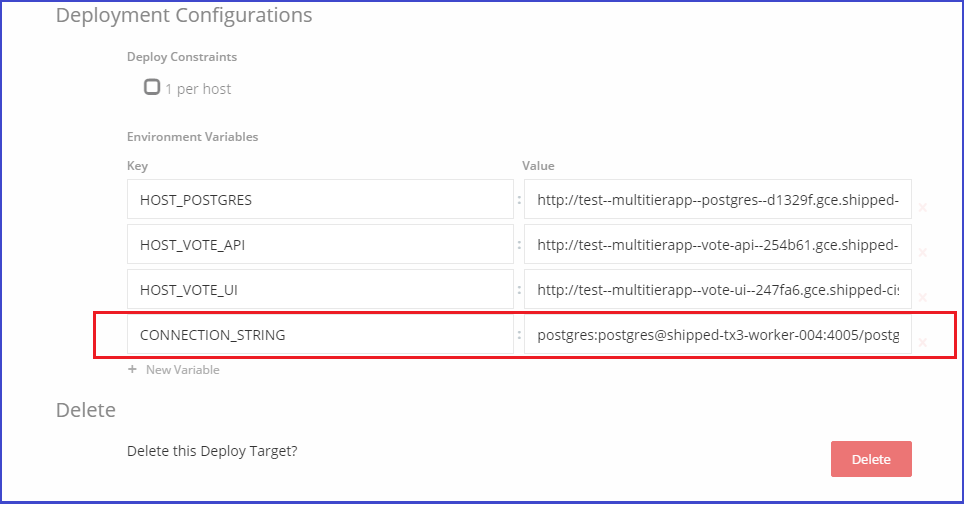 Deployment Configurations
Deploy Constraints
1 per host
Environment Variables
Key Value
HOST_POSTGRES : http://test--multitierapp--postgres--d1329f.gce.shipped- ×
HOST_VOTE_API : http://test--multitierapp--vote-api--254b61.gce.shipped- ×
HOST_VOTE_UI : http://test--multitierapp--vote-ui--247fa6.gce.shipped-cis ×
CONNECTION_STRING : postgres:postgres@shipped-tx3-worker-004:4005/postg ×
+ New Variable
Delete
Delete this Deploy Target?
Delete